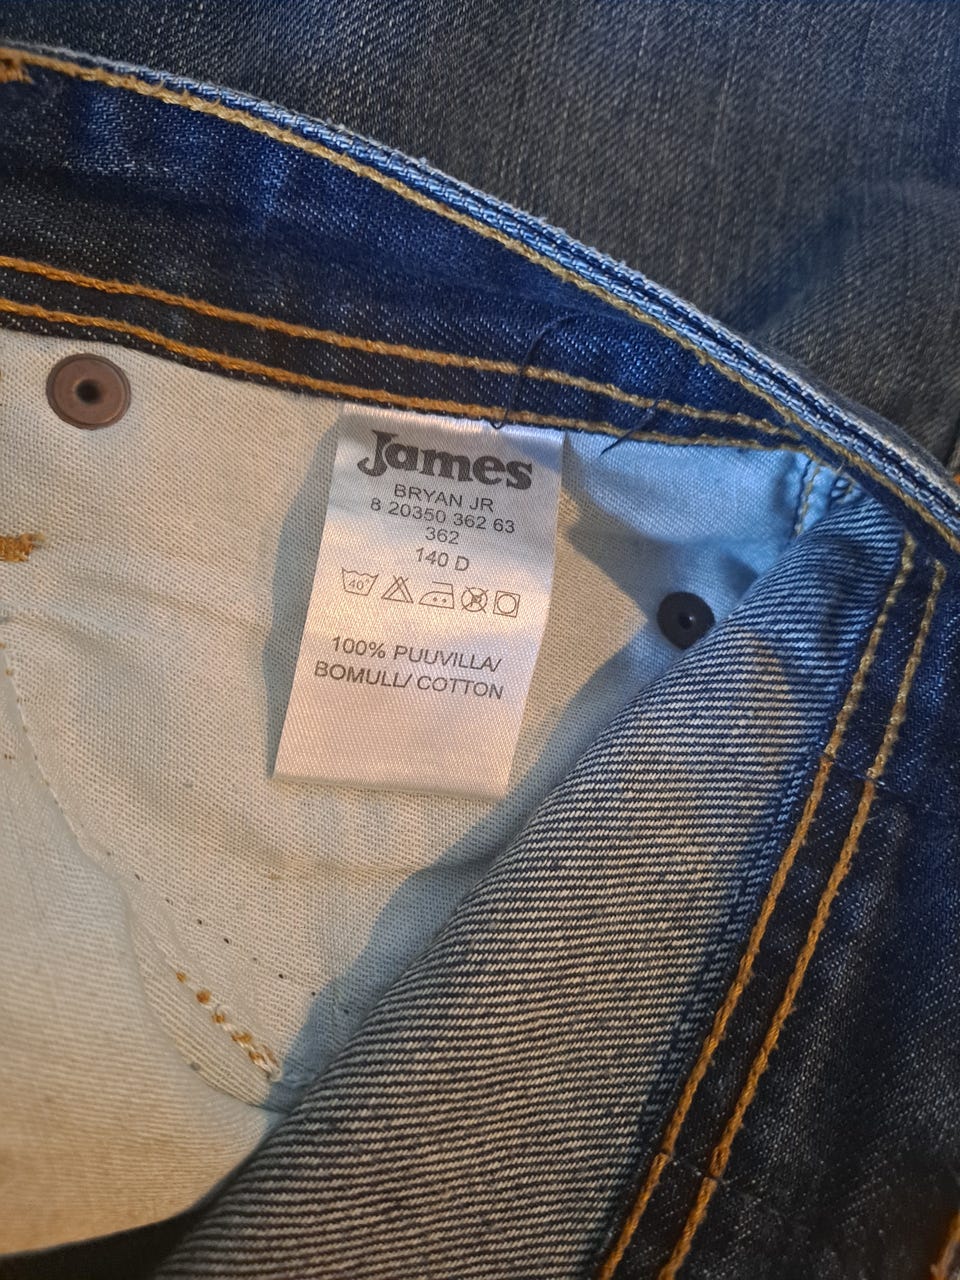 James
BRYAN JR
8 20350 362 63
362
140 D
40
100% PUUVILLA/
BOMULL/ COTTON